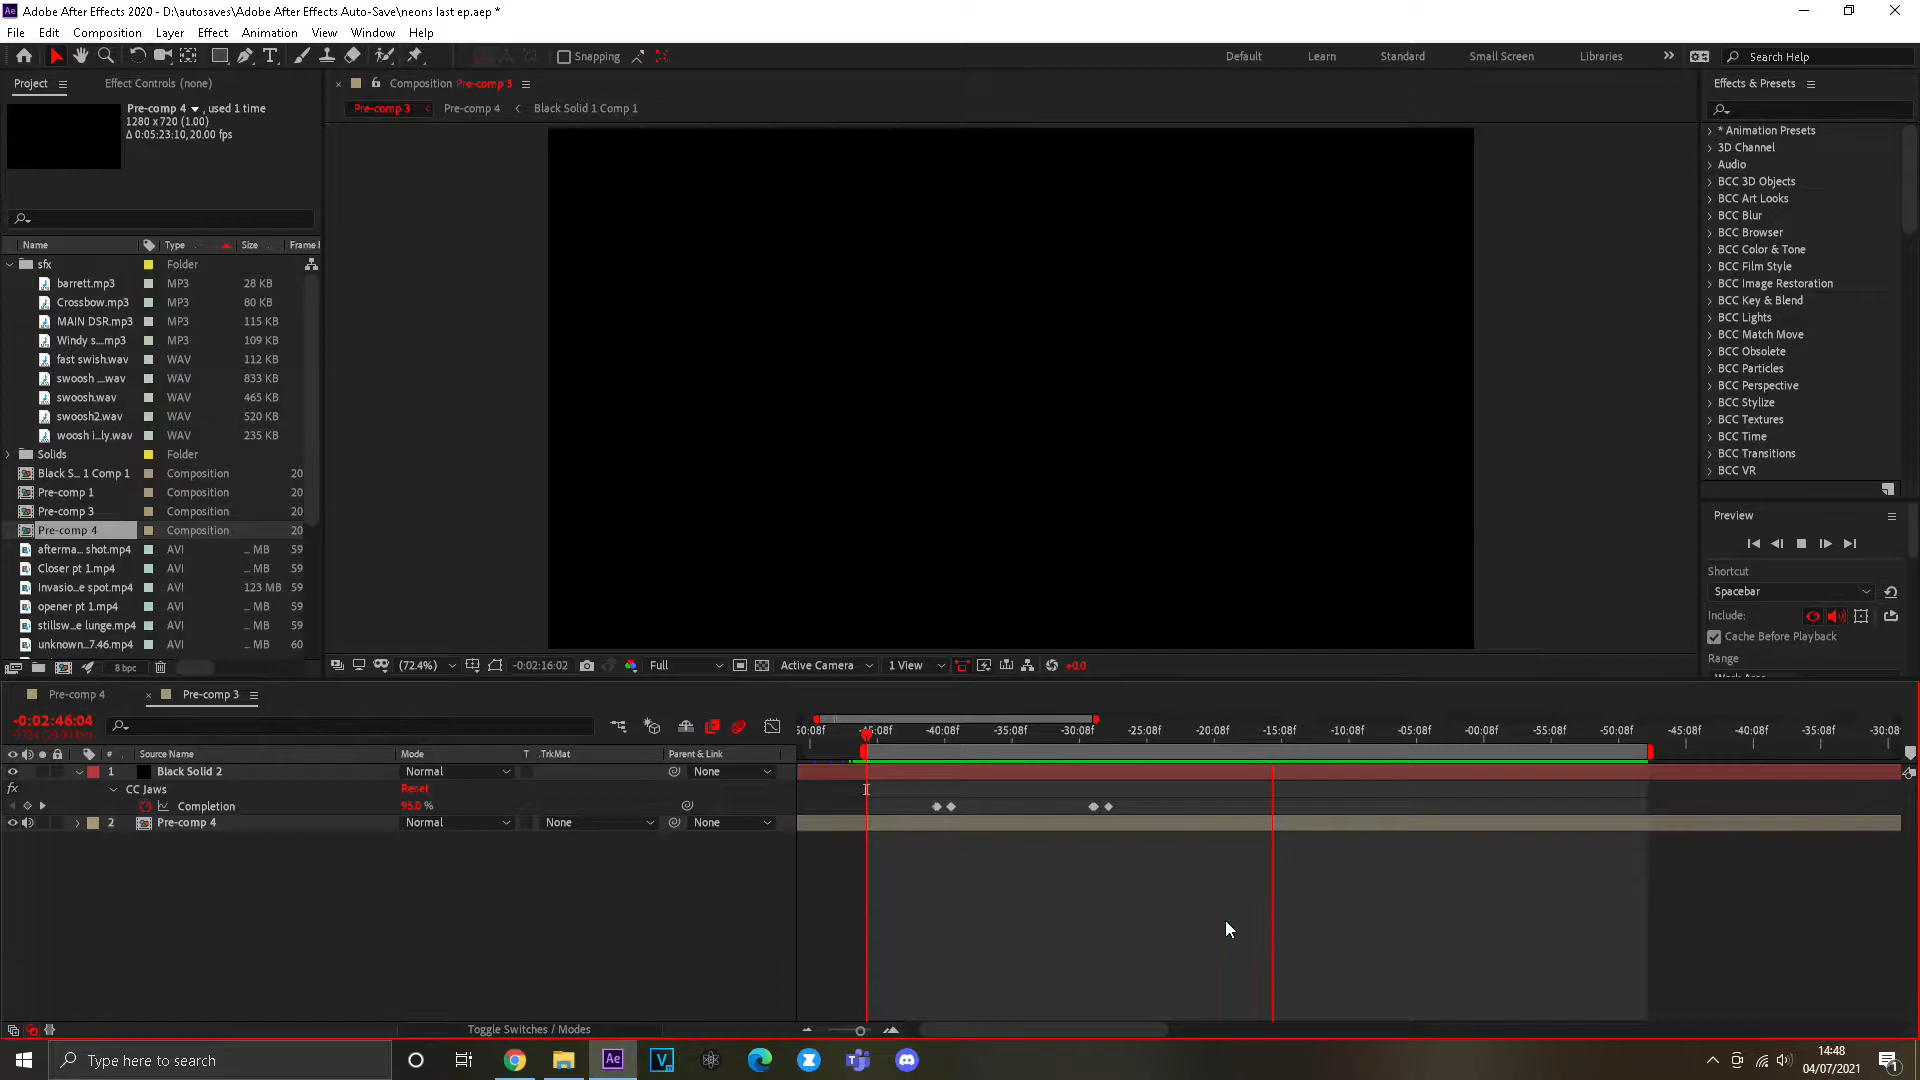 Adobe After Effects 2020 - D:\autosaves\Adobe After Effects Auto-Save\neons last ep.aep *
File Edit Composition Layer Effect Animation View Window Help
Snapping Default Learn Standard Small Screen Libraries Search Help
Project Effect Controls (none)
Pre-comp 4 , used 1 time
1280 x 720 (1.00)
Δ 0:05:23:10, 20.00 fps
Composition Pre-comp 3
Pre-comp 3 Pre-comp 4 Black Solid 1 Comp 1
Name Type Size Frame
sfx Folder
barrett.mp3 MP3 28 KB
Crossbow.mp3 MP3 80 KB
MAIN DSR.mp3 MP3 115 KB
Windy s...mp3 MP3 109 KB
fast swish.wav WAV 112 KB
swoosh ...wav WAV 833 KB
swoosh.wav WAV 465 KB
swoosh2.wav WAV 520 KB
woosh i...ly.wav WAV 235 KB
Solids Folder
Black S... 1 Comp 1 Composition 20
Pre-comp 1 Composition 20
Pre-comp 3 Composition 20
Pre-comp 4 Composition 20
afterma... shot.mp4 AVI ... MB 59
Closer pt 1.mp4 AVI ... MB 59
Invasio...e spot.mp4 AVI 123 MB 59
opener pt 1.mp4 AVI ... MB 59
stillsw...e lunge.mp4 AVI ... MB 59
unknown...7.46.mp4 AVI ... MB 60
8 bpc
(72.4%) -0:02:16:02 Full Active Camera 1 View +0.0
Effects & Presets
* Animation Presets
3D Channel
Audio
BCC 3D Objects
BCC Art Looks
BCC Blur
BCC Browser
BCC Color & Tone
BCC Film Style
BCC Image Restoration
BCC Key & Blend
BCC Lights
BCC Match Move
BCC Obsolete
BCC Particles
BCC Perspective
BCC Stylize
BCC Textures
BCC Time
BCC Transitions
BCC VR
Preview
Shortcut
Spacebar
Include:
Cache Before Playback
Range
Pre-comp 4 Pre-comp 3
-0:02:46:04
50:08f -45:08f -40:08f -35:08f -30:08f -25:08f -20:08f -15:08f -10:08f -05:08f -00:08f -55:08f -50:08f -45:08f -40:08f -35:08f -30:08f
# Source Name Mode T .TrkMat Parent & Link
1 Black Solid 2 Normal None
fx CC Jaws Reset
Completion 95.0 %
2 Pre-comp 4 Normal None None
Toggle Switches / Modes
Type here to search
14:48
04/07/2021